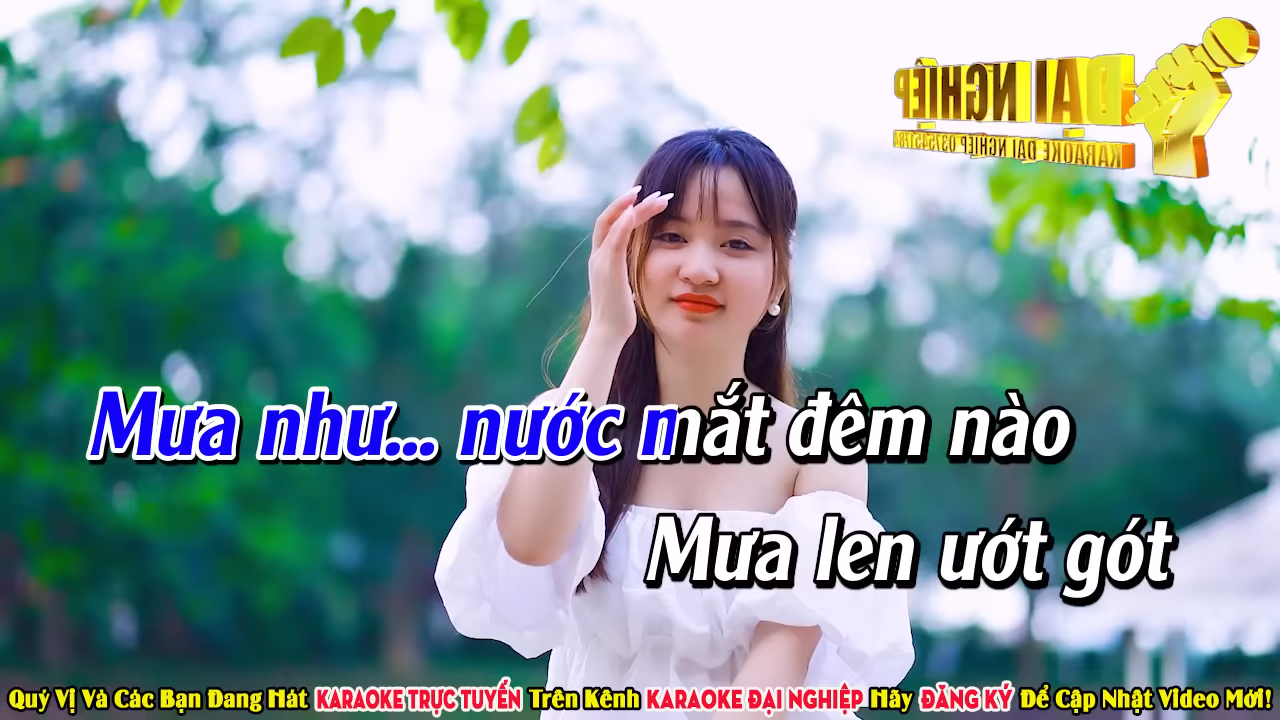 ĐẠI NGHIỆP
KARAOKE ĐẠI NGHIỆP
Mưa như... nước mắt đêm nào
Mưa len ướt gót
Quý Vị Và Các Bạn Đang Hát KARAOKE TRỰC TUYẾN Trên Kênh KARAOKE ĐẠI NGHIỆP Hãy ĐĂNG KÝ Để Cập Nhật Video Mới!